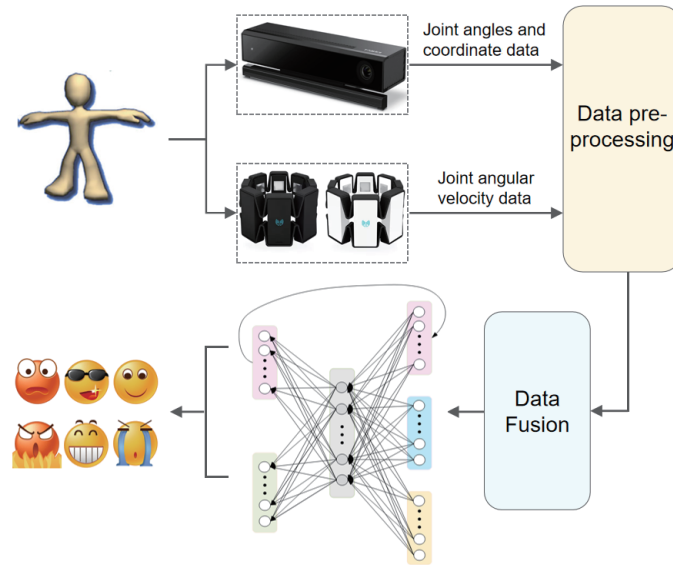 Joint angles and
coordinate data
Data pre-
processing
Joint angular
velocity data
Data
Fusion